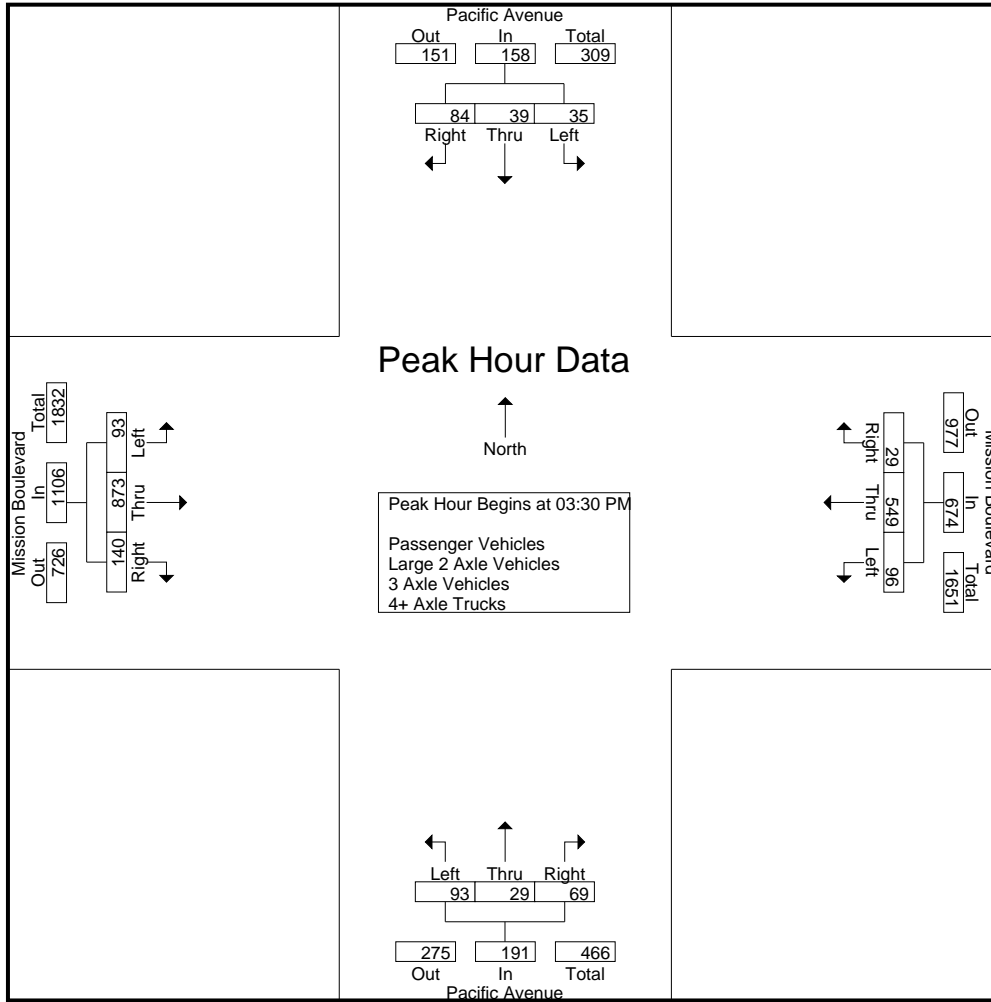 Pacific Avenue
Out In Total
151 158 309
84 39 35
Right Thru Left
Peak Hour Data
North
Peak Hour Begins at 03:30 PM
Passenger Vehicles
Large 2 Axle Vehicles
3 Axle Vehicles
4+ Axle Trucks
Mission Boulevard
Out In Total
726 1106 1832
93 873 140
Left Thru Right
Mission Boulevard
Out In Total
977 674 1651
29 549 96
Right Thru Left
Left Thru Right
93 29 69
275 191 466
Out In Total
Pacific Avenue